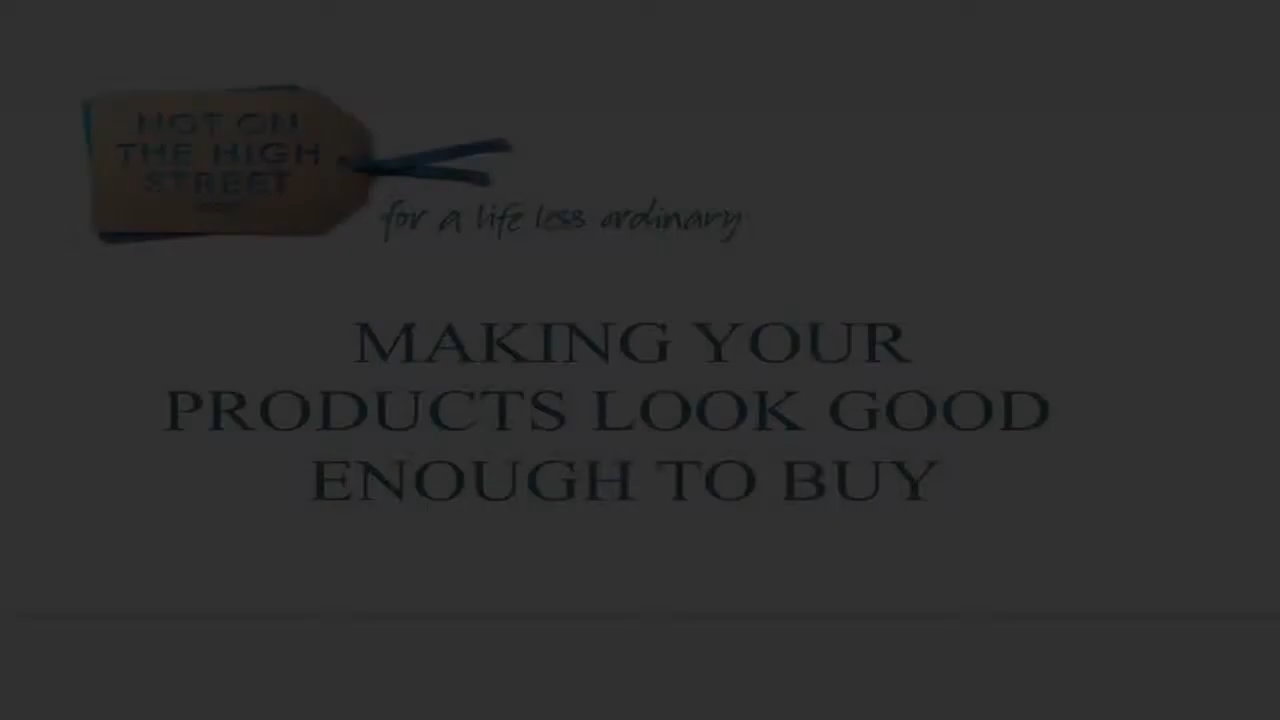 NOT ON
THE HIGH
STREET
for a life less ordinary
MAKING YOUR
PRODUCTS LOOK GOOD
ENOUGH TO BUY